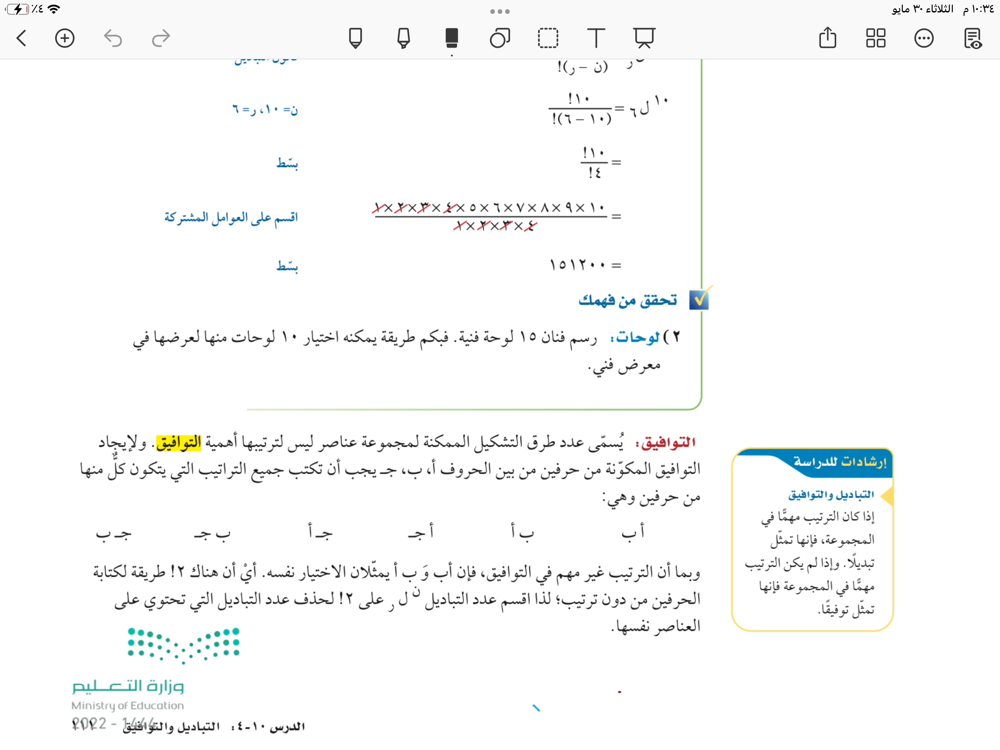 ١٠:٣٤ م الثلاثاء ٣٠ مايو
٪٤
(ن – ر)!
١٠ل٦ = ١٠! / (١٠ – ٦)! ن= ١٠، ر= ٦
= ١٠! / ٤! بسّط
= ١٠ × ٩ × ٨ × ٧ × ٦ × ٥ × ٤ × ٣ × ٢ × ١ / ٤ × ٣ × ٢ × ١ اقسم على العوامل المشتركة
= ١٥١٢٠٠ بسّط
تحقق من فهمك
٢) لوحات: رسم فنان ١٥ لوحة فنية. فبكم طريقة يمكنه اختيار ١٠ لوحات منها لعرضها في
معرض فني.
التوافيق: يُسمّى عدد طرق التشكيل الممكنة لمجموعة عناصر ليس لترتيبها أهمية التوافيق. ولإيجاد
التوافيق المكوّنة من حرفين من بين الحروف أ، ب، جـ يجب أن تكتب جميع التراتيب التي يتكون كلٌّ منها
من حرفين وهي:
أ ب ب أ أ جـ جـ أ ب جـ جـ ب
وبما أن الترتيب غير مهم في التوافيق، فإن أب وَ ب أ يمثّلان الاختيار نفسه. أيْ أن هناك ٢! طريقة لكتابة
الحرفين من دون ترتيب؛ لذا اقسم عدد التباديل ن ل ر على ٢! لحذف عدد التباديل التي تحتوي على
العناصر نفسها.
إرشادات للدراسة
التباديل والتوافيق
إذا كان الترتيب مهمًّا في
المجموعة، فإنها تمثّل
تبديلًا. وإذا لم يكن الترتيب
مهمًّا في المجموعة فإنها
تمثّل توفيقًا.
وزارة التعـــليم
Ministry of Education
2022 - 1444
الدرس ١٠-٤: التباديل والتوافيق ١١١